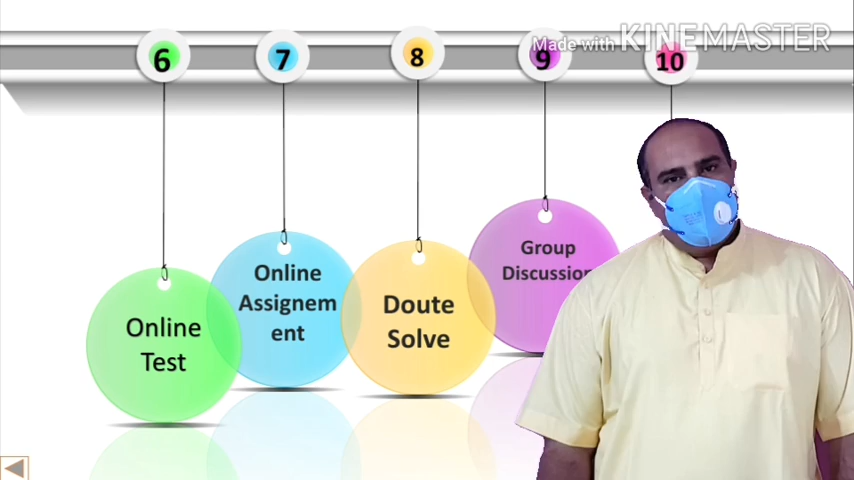 Made with KINEMASTER
6
7
8
9
10
Online
Test
Online
Assignem
ent
Doute
Solve
Group
Discussion